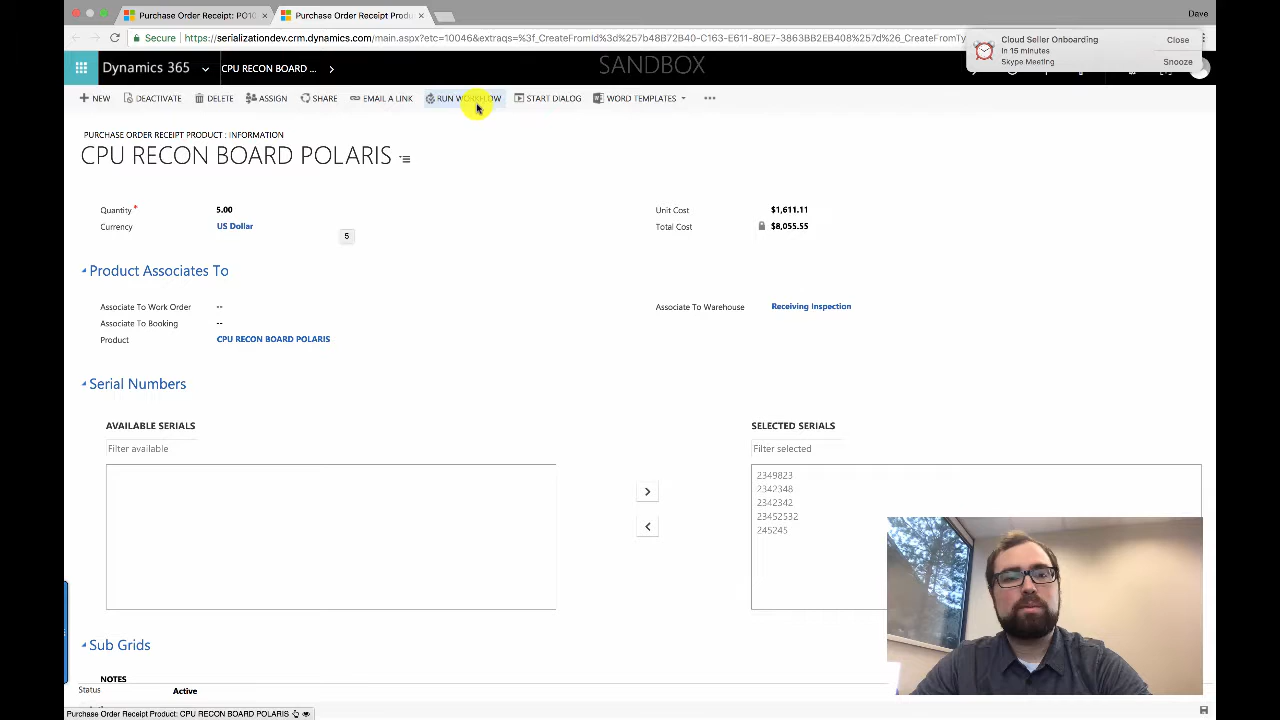 Purchase Order Receipt: PO10 ×
Purchase Order Receipt Produ ×
Dave
Secure
https://serializationdev.crm.dynamics.com/main.aspx?etc=10046&extraqs=%3f_CreateFromId%3d%257b48B72B40-C163-E611-80E7-3863BB2EB408%257d%26_CreateFromTy
Cloud Seller Onboarding
In 15 minutes
Skype Meeting
Close
Snooze
Dynamics 365
CPU RECON BOARD ...
SANDBOX
NEW
DEACTIVATE
DELETE
ASSIGN
SHARE
EMAIL A LINK
RUN WORKFLOW
START DIALOG
WORD TEMPLATES
PURCHASE ORDER RECEIPT PRODUCT : INFORMATION
CPU RECON BOARD POLARIS
Quantity * 5.00
Unit Cost $1,611.11
Currency US Dollar
Total Cost $8,055.55
5
Product Associates To
Associate To Work Order --
Associate To Warehouse Receiving Inspection
Associate To Booking --
Product CPU RECON BOARD POLARIS
Serial Numbers
AVAILABLE SERIALS
Filter available
SELECTED SERIALS
Filter selected
2349823
2342348
2342342
23452532
245245
Sub Grids
NOTES
Status Active
Purchase Order Receipt Product: CPU RECON BOARD POLARIS